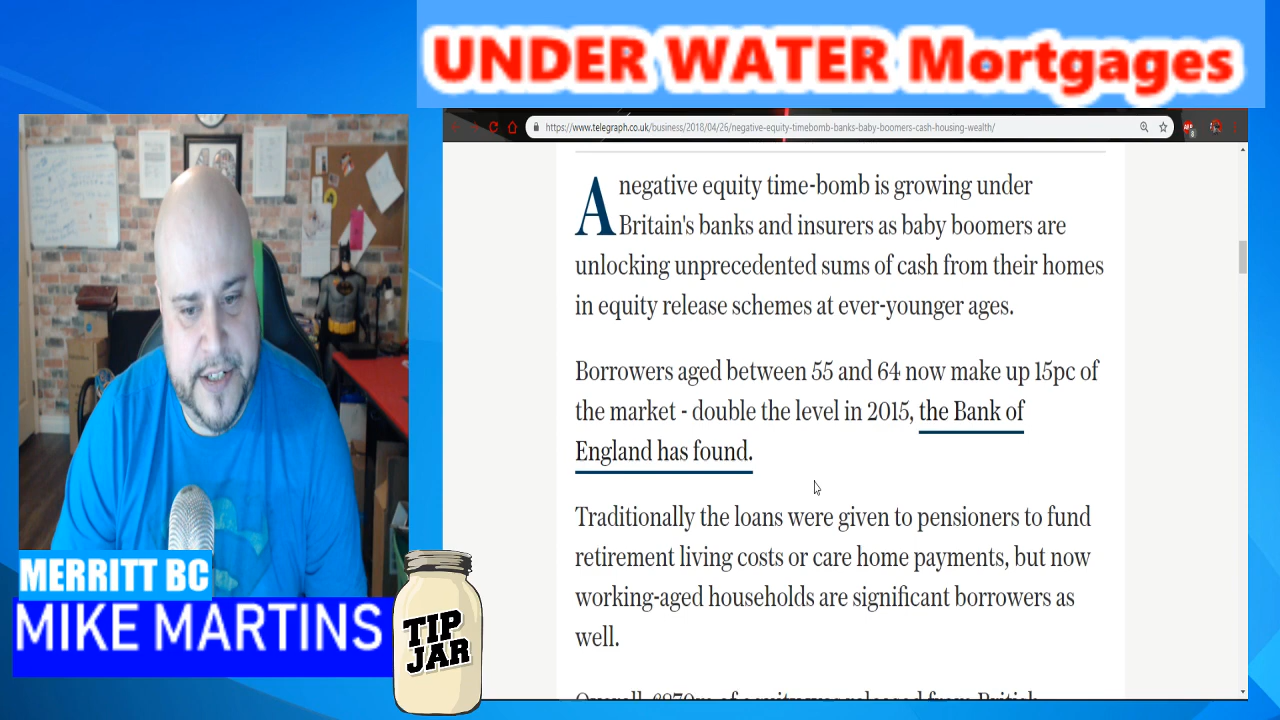 UNDER WATER Mortgages
https://www.telegraph.co.uk/business/2018/04/26/negative-equity-timebomb-banks-baby-boomers-cash-housing-wealth/
A negative equity time-bomb is growing under
Britain's banks and insurers as baby boomers are
unlocking unprecedented sums of cash from their homes
in equity release schemes at ever-younger ages.
Borrowers aged between 55 and 64 now make up 15pc of
the market - double the level in 2015, the Bank of
England has found.
Traditionally the loans were given to pensioners to fund
retirement living costs or care home payments, but now
working-aged households are significant borrowers as
well.
MERRITT BC
MIKE MARTINS
TIP
JAR